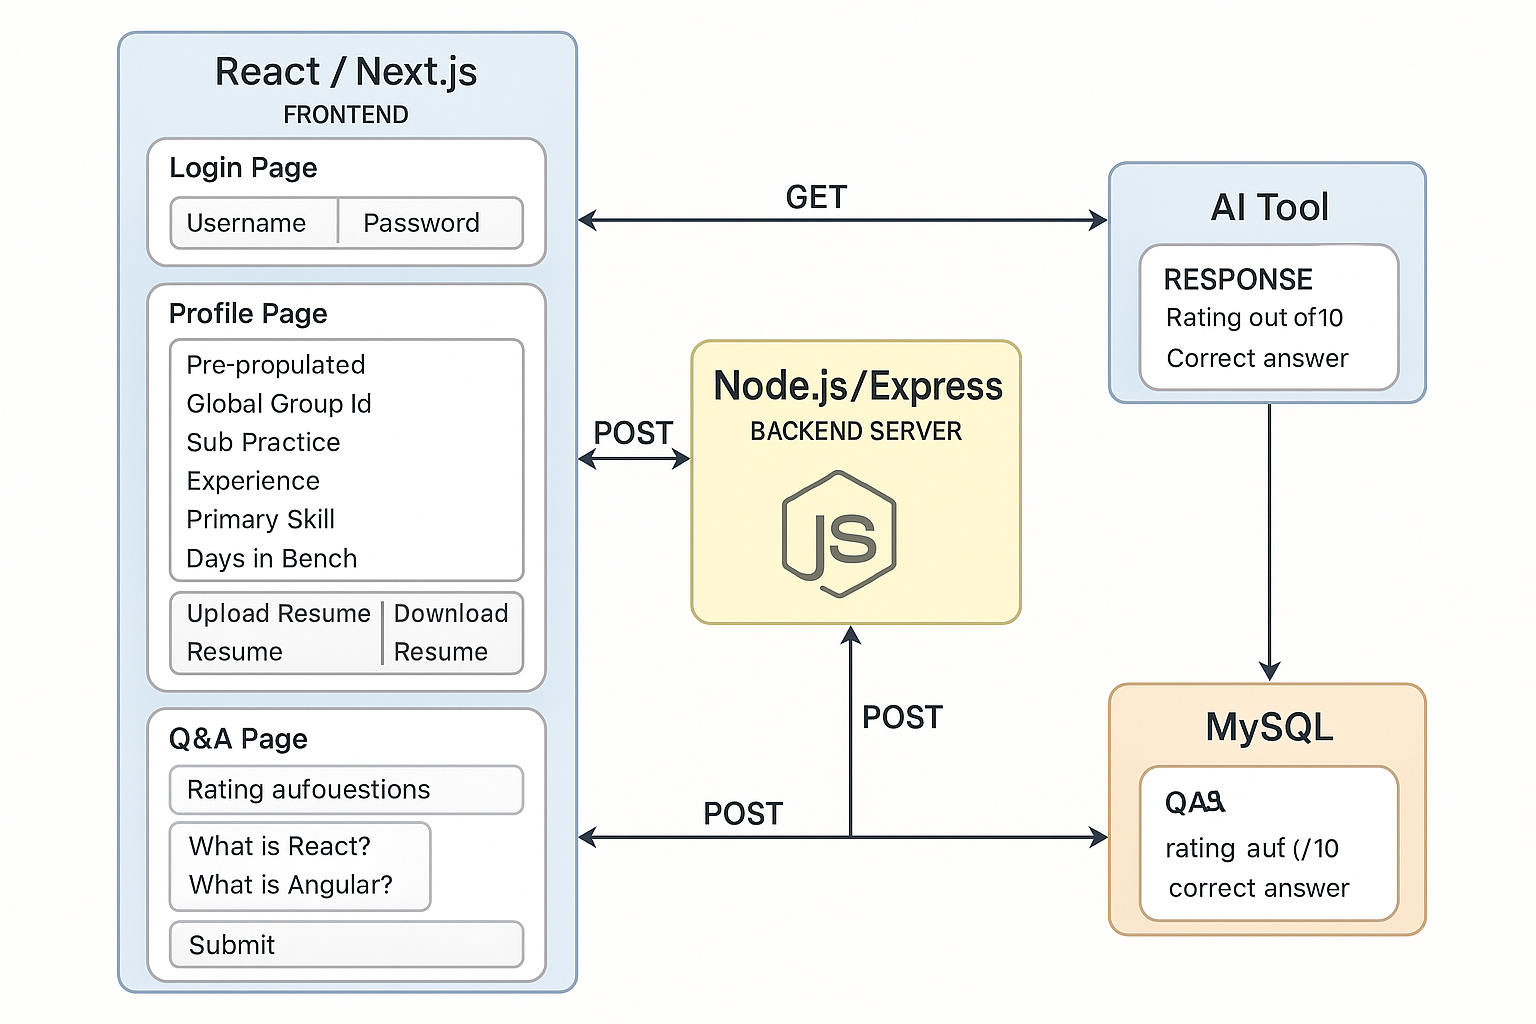 React / Next.js
FRONTEND
Login Page
Username
Password
Profile Page
Pre-propulated
Global Group Id
Sub Practice
Experience
Primary Skill
Days in Bench
Upload Resume
Resume
Download
Resume
Q&A Page
Rating aufouestions
What is React?
What is Angular?
Submit
GET
POST
Node.js/Express
BACKEND SERVER
JS
POST
POST
AI Tool
RESPONSE
Rating out of10
Correct answer
MySQL
rating auf (/10
correct answer